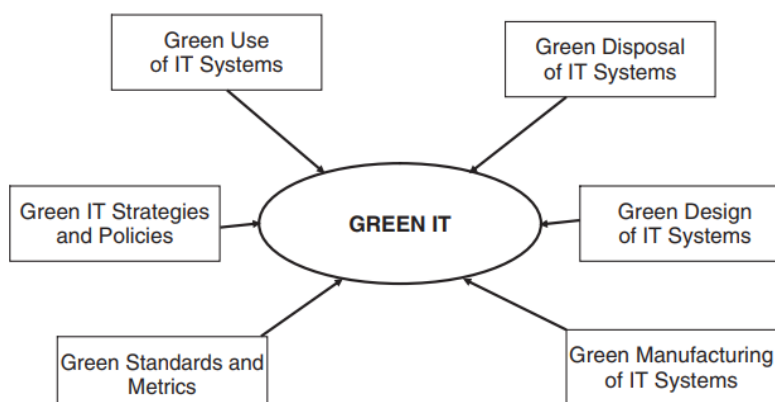 Green Use
of IT Systems
Green Disposal
of IT Systems
Green IT Strategies
and Policies
GREEN IT
Green Design
of IT Systems
Green Standards and
Metrics
Green Manufacturing
of IT Systems